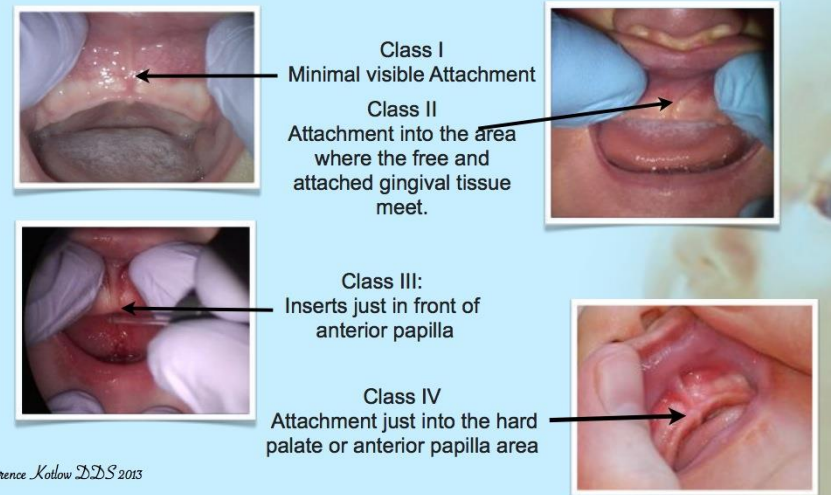 Class I
Minimal visible Attachment
Class II
Attachment into the area
where the free and
attached gingival tissue
meet.
Class III:
Inserts just in front of
anterior papilla
Class IV
Attachment just into the hard
palate or anterior papilla area
Kotlow DDS 2013